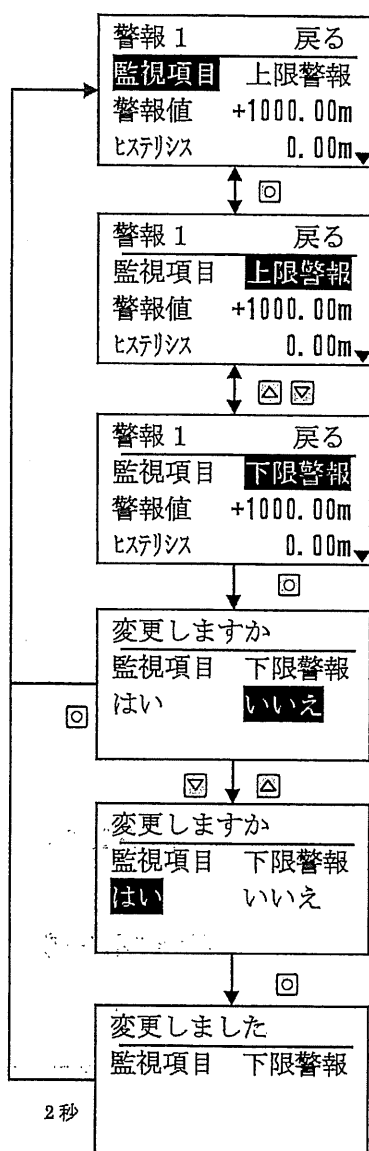 警報1 戻る
監視項目 上限警報
警報値 +1000.00m
ﾋｽﾃﾘｼｽ 0.00m▼
警報1 戻る
監視項目 上限警報
警報値 +1000.00m
ﾋｽﾃﾘｼｽ 0.00m▼
△ ▽
警報1 戻る
監視項目 下限警報
警報値 +1000.00m
ﾋｽﾃﾘｼｽ 0.00m▼
変更しますか
監視項目 下限警報
はい いいえ
▽ △
変更しますか
監視項目 下限警報
はい いいえ
変更しました
監視項目 下限警報
2秒